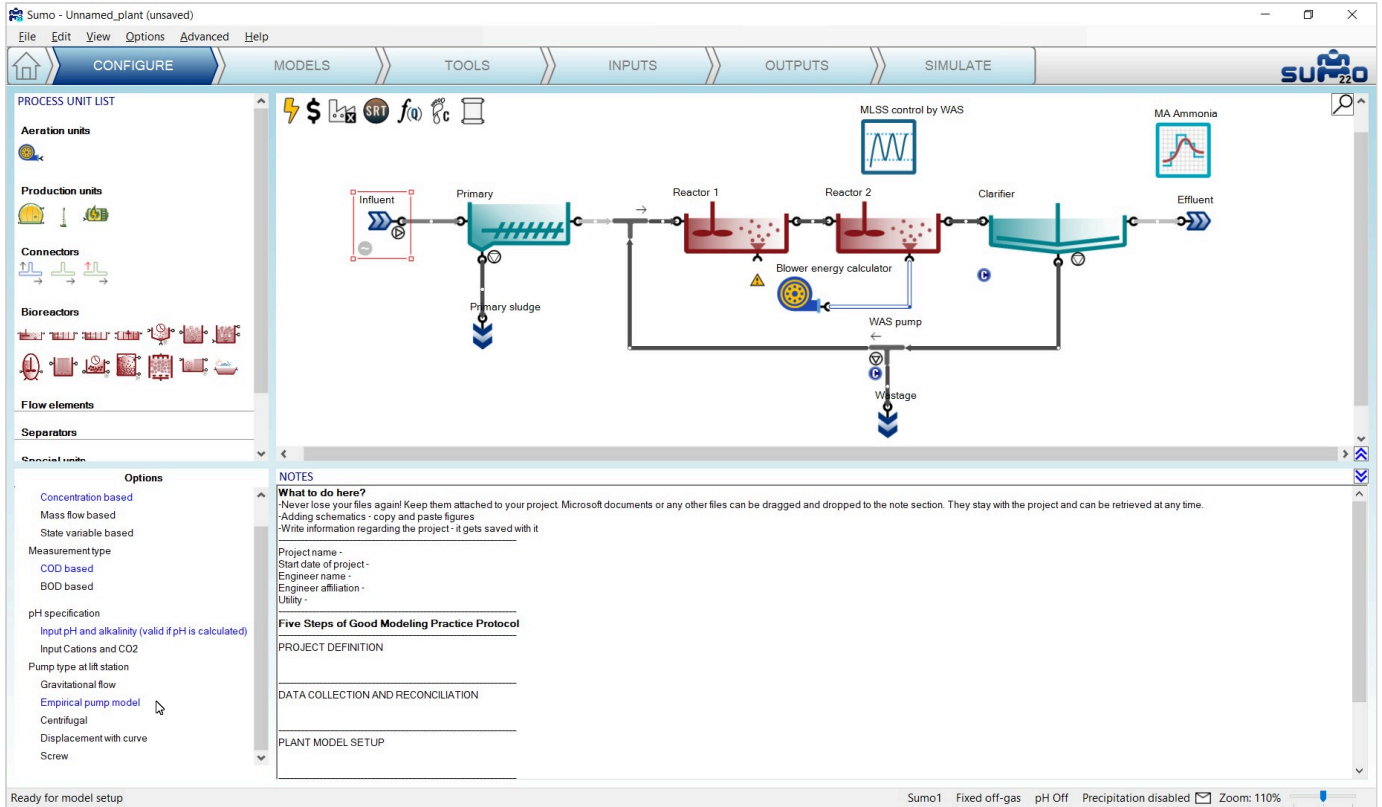 Sumo - Unnamed_plant (unsaved)
File Edit View Options Advanced Help
CONFIGURE MODELS TOOLS INPUTS OUTPUTS SIMULATE
SUMO 22
PROCESS UNIT LIST
Aeration units
Production units
Connectors
Bioreactors
Flow elements
Separators
Special units
$ SRT f(Q) c
MLSS control by WAS
MA Ammonia
Influent
Primary
Reactor 1
Reactor 2
Clarifier
Effluent
Blower energy calculator
C
Primary sludge
WAS pump
C
Wastage
Options
Concentration based
Mass flow based
State variable based
Measurement type
COD based
BOD based
pH specification
Input pH and alkalinity (valid if pH is calculated)
Input Cations and CO2
Pump type at lift station
Gravitational flow
Empirical pump model
Centrifugal
Displacement with curve
Screw
NOTES
What to do here?
-Never lose your files again! Keep them attached to your project. Microsoft documents or any other files can be dragged and dropped to the note section. They stay with the project and can be retrieved at any time.
-Adding schematics - copy and paste figures
-Write information regarding the project - it gets saved with it
Project name -
Start date of project -
Engineer name -
Engineer affiliation -
Utility -
Five Steps of Good Modeling Practice Protocol
PROJECT DEFINITION
DATA COLLECTION AND RECONCILIATION
PLANT MODEL SETUP
Ready for model setup
Sumo1 Fixed off-gas pH Off Precipitation disabled Zoom: 110%